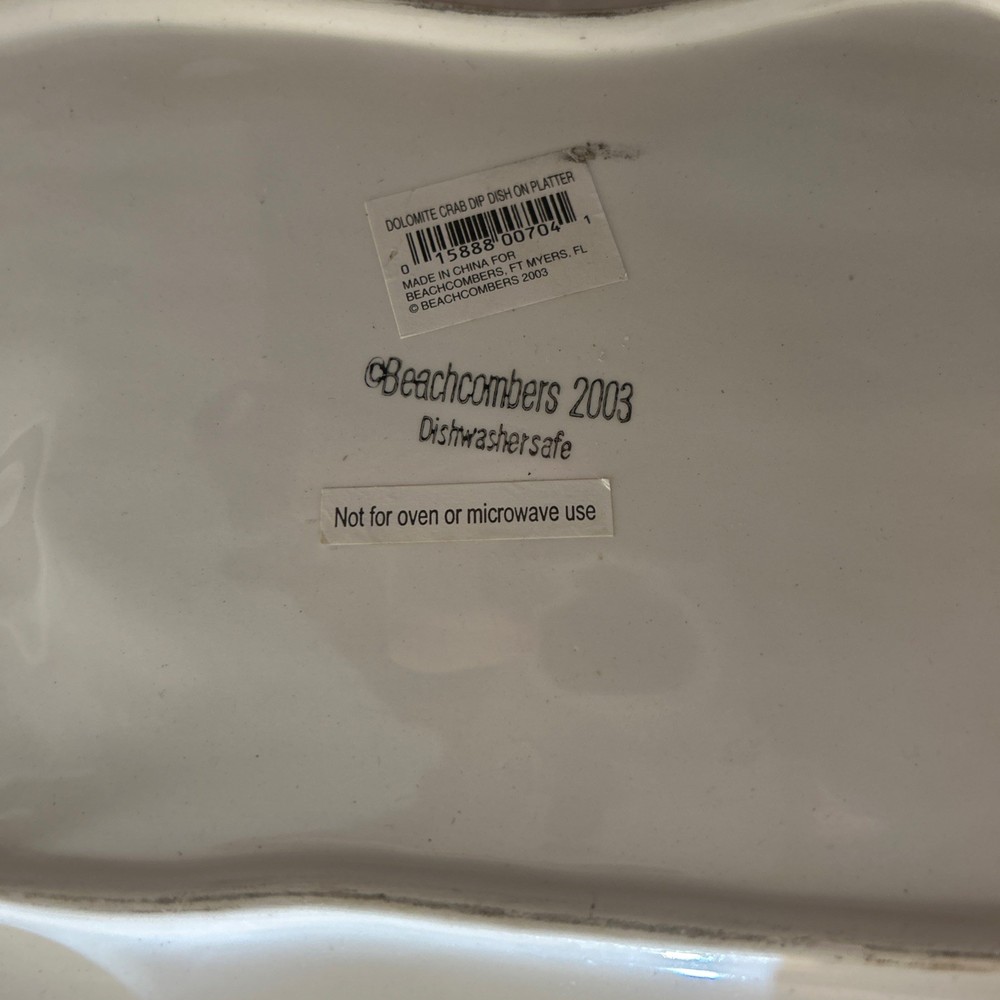 DOLOMITE CRAB DIP DISH ON PLATTER
0 15888 00704 1
MADE IN CHINA FOR
BEACHCOMBERS, FT MYERS, FL
© BEACHCOMBERS 2003
©Beachcombers 2003
Dishwashersafe
Not for oven or microwave use